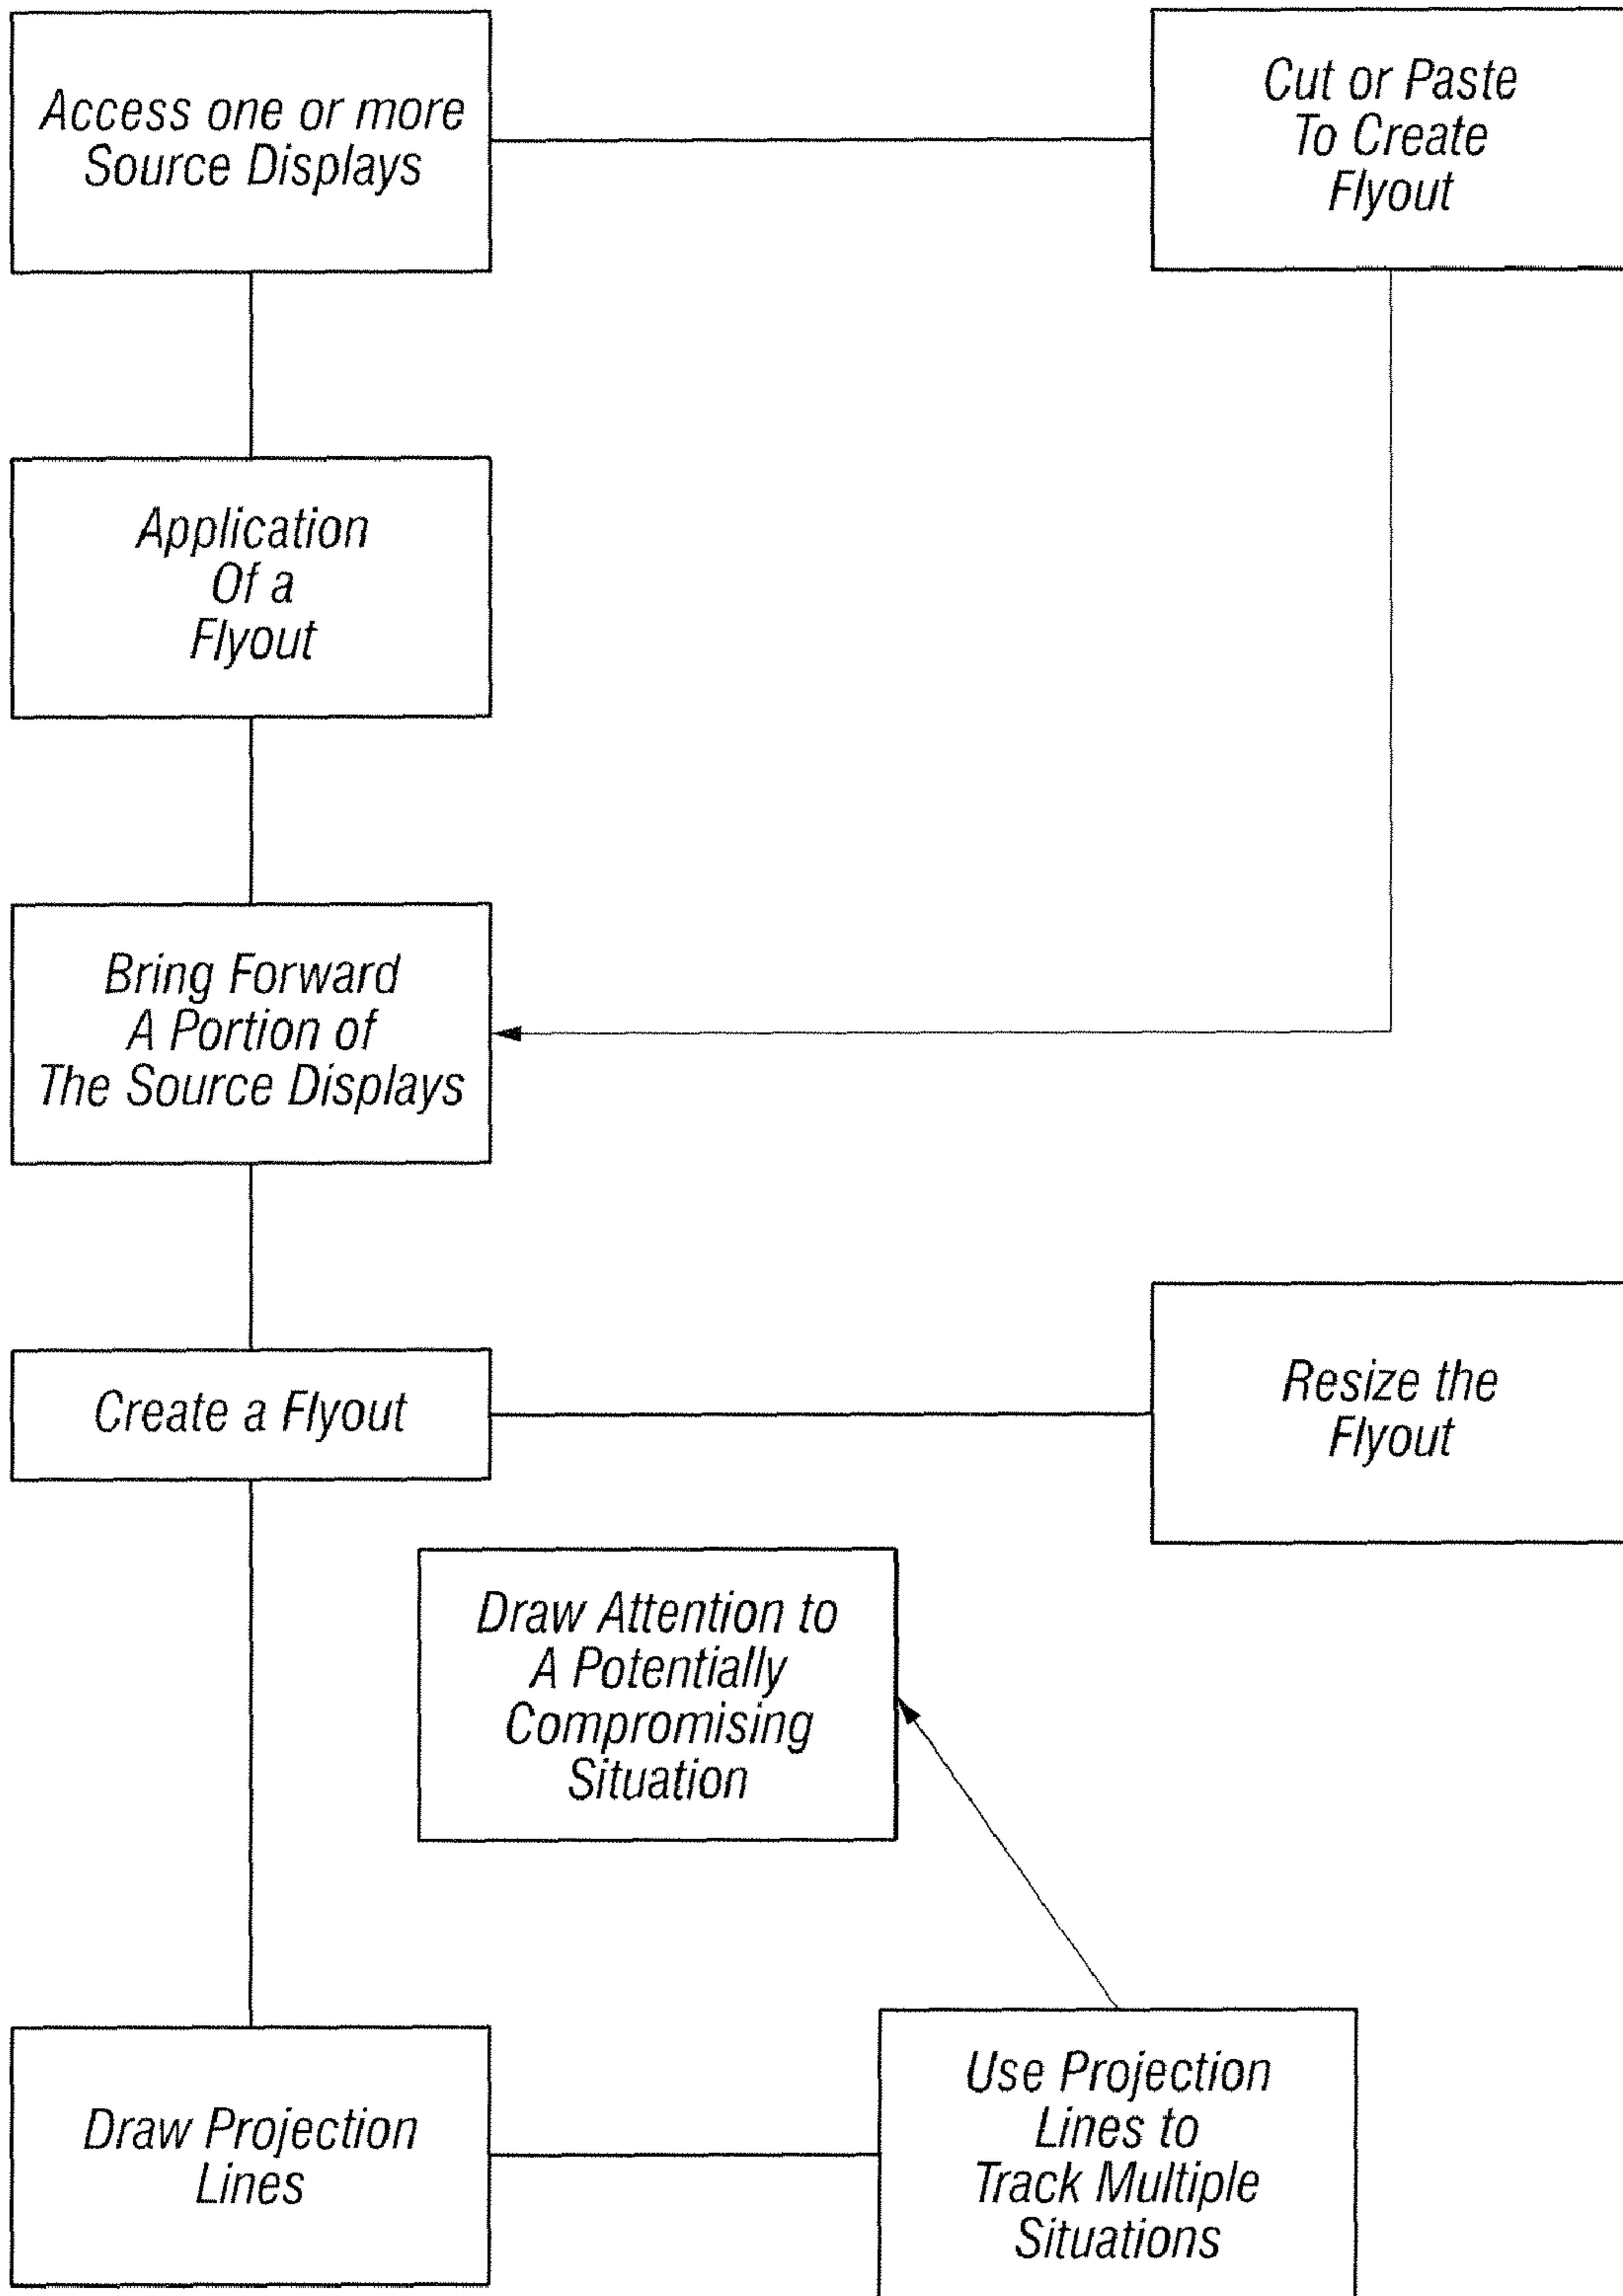 Access one or more
Source Displays
Cut or Paste
To Create
Flyout
Application
Of a
Flyout
Bring Forward
A Portion of
The Source Displays
Create a Flyout
Resize the
Flyout
Draw Attention to
A Potentially
Compromising
Situation
Draw Projection
Lines
Use Projection
Lines to
Track Multiple
Situations